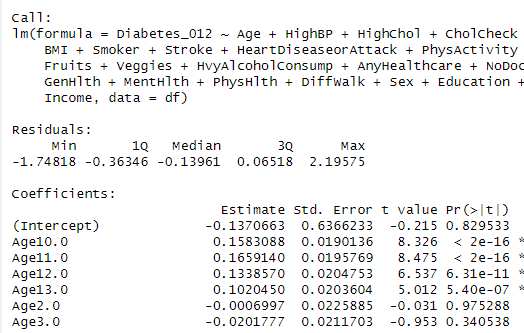 Call:
lm(formula = Diabetes_012 ~ Age + HighBP + HighChol + CholCheck
BMI + Smoker + Stroke + HeartDiseaseorAttack + PhysActivity
Fruits + Veggies + HvyAlcoholConsump + AnyHealthcare + NoDoc
GenHlth + MentHlth + PhysHlth + DiffWalk + Sex + Education +
Income, data = df)
Residuals:
Min 1Q Median 3Q Max
-1.74818 -0.36346 -0.13961 0.06518 2.19575
Coefficients:
Estimate Std. Error t value Pr(>|t|)
(Intercept) -0.1370663 0.6366233 -0.215 0.829533
Age10.0 0.1583088 0.0190136 8.326 < 2e-16 *
Age11.0 0.1659140 0.0195769 8.475 < 2e-16 *
Age12.0 0.1338570 0.0204753 6.537 6.31e-11 *
Age13.0 0.1020450 0.0203604 5.012 5.40e-07 *
Age2.0 -0.0006997 0.0225885 -0.031 0.975288
Age3.0 -0.0201777 0.0211703 -0.953 0.340538